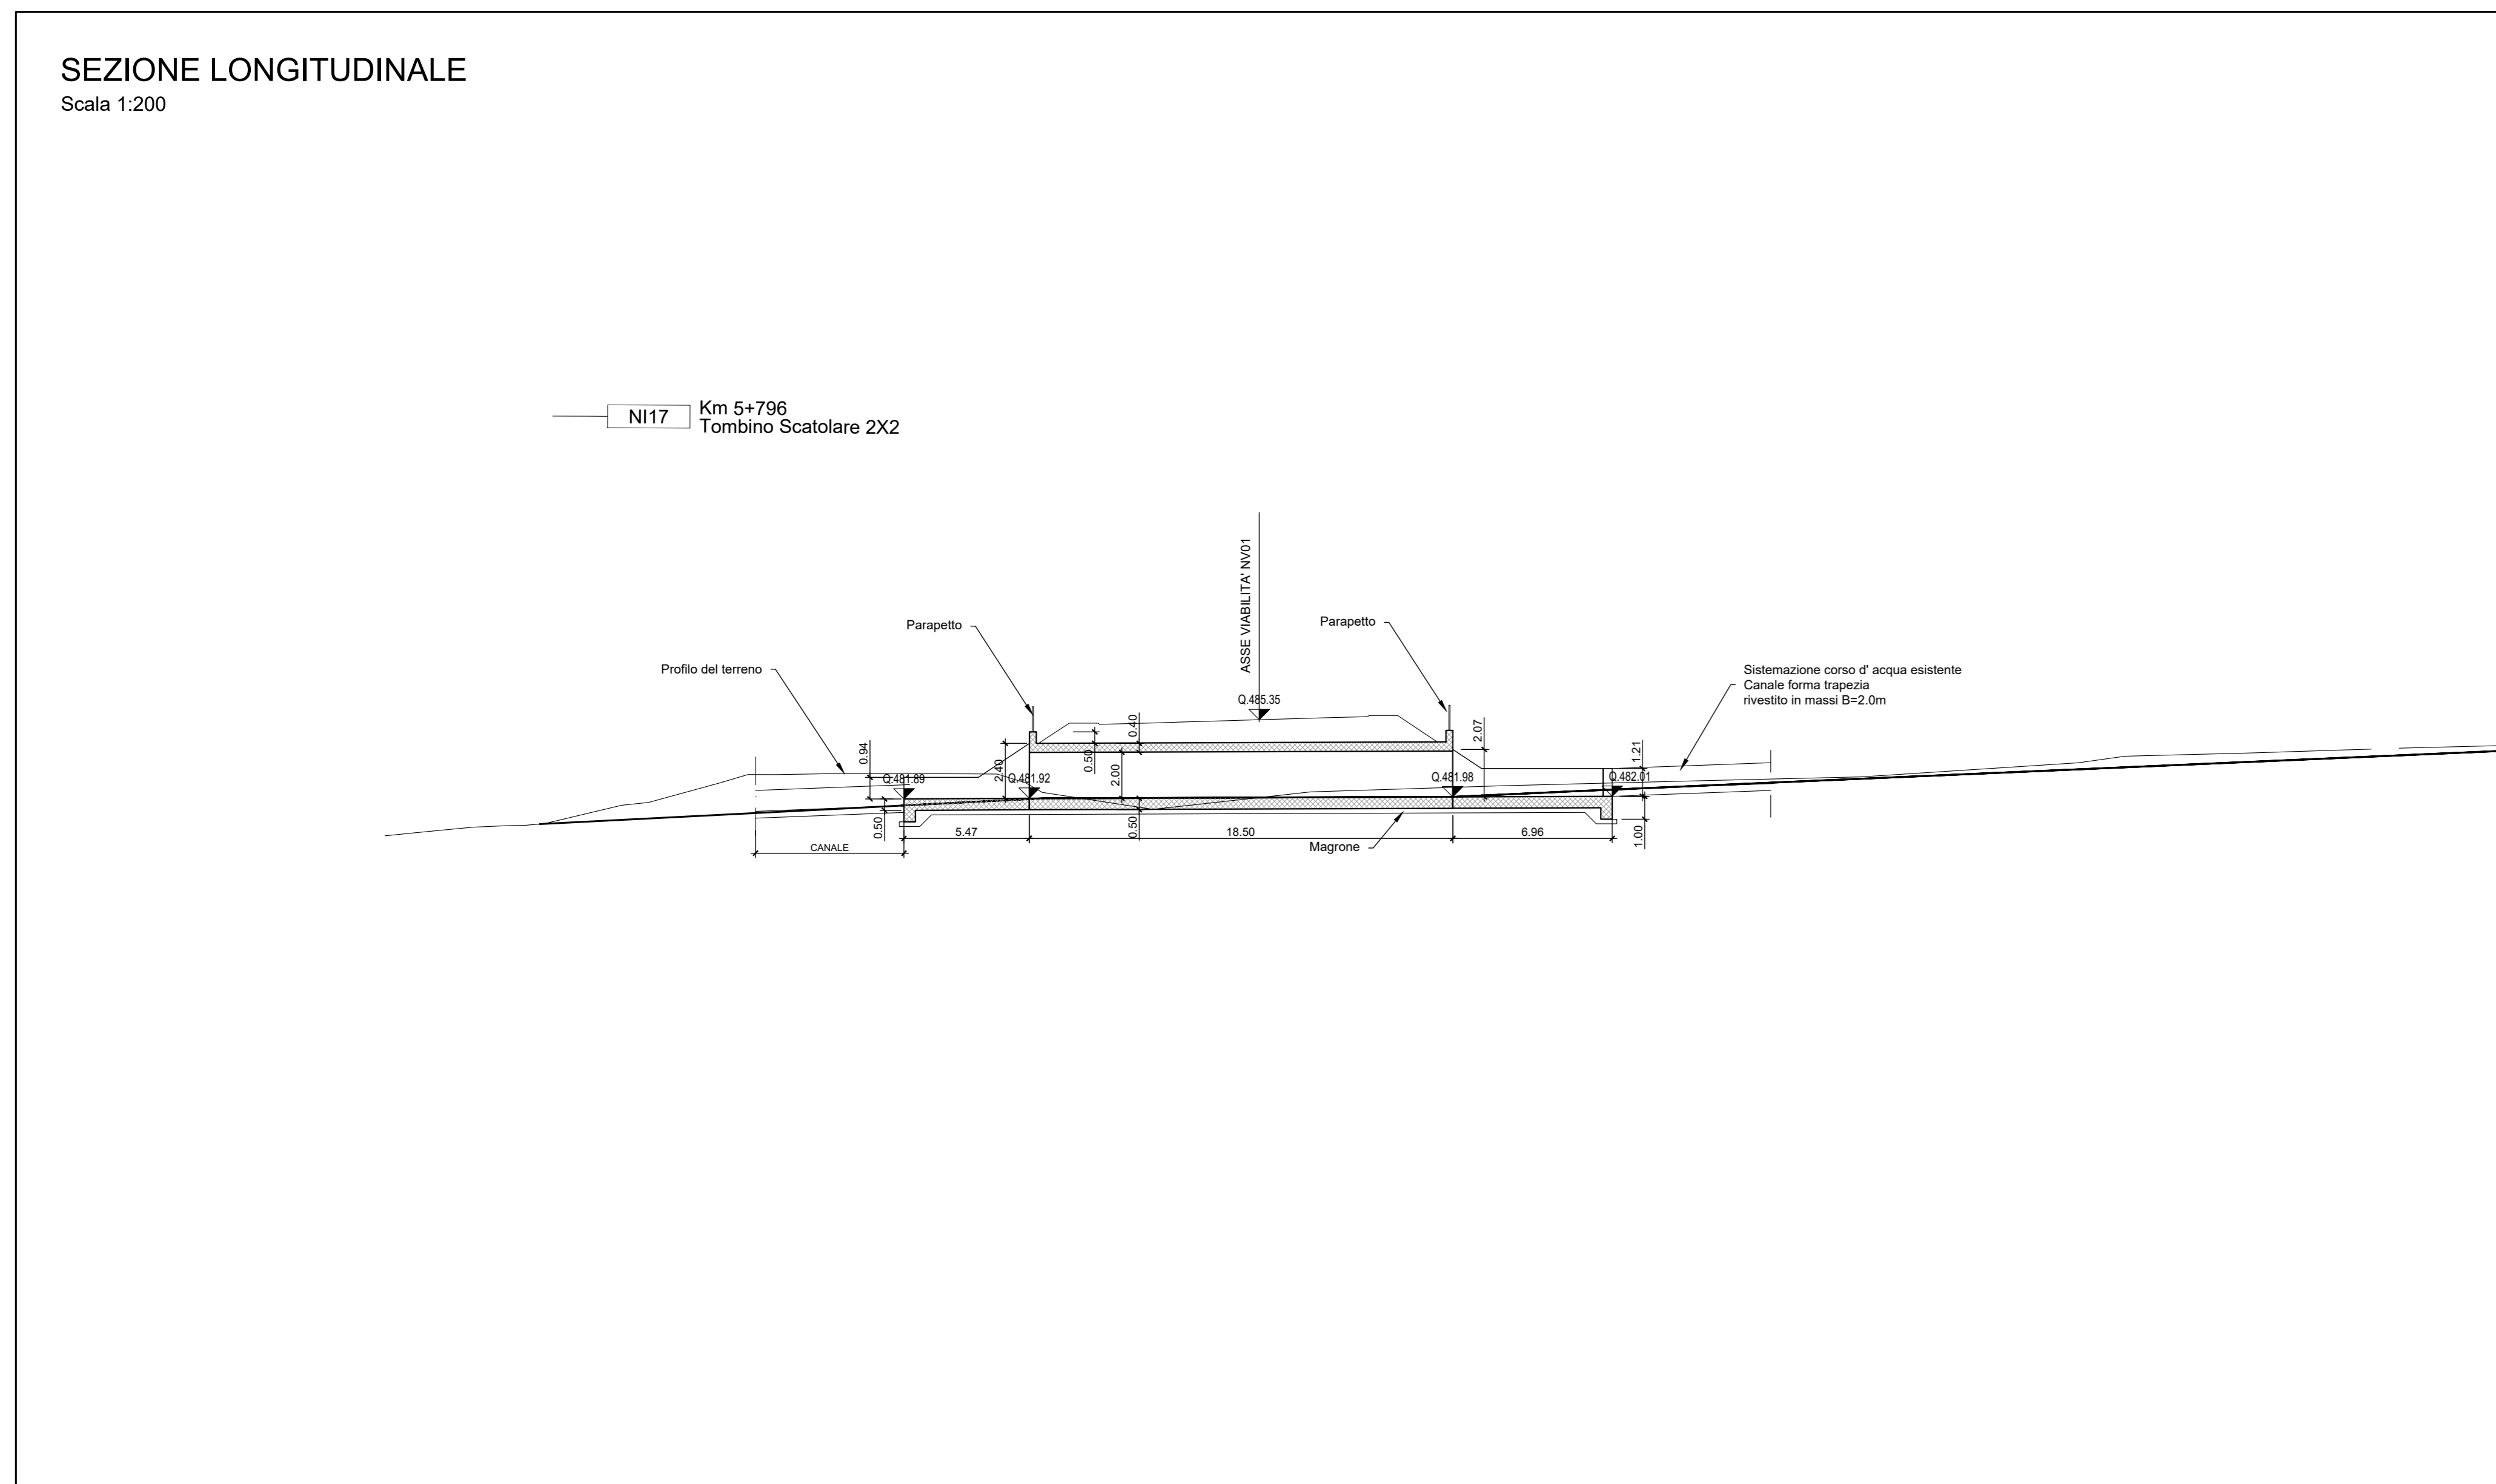 SEZIONE LONGITUDINALE
Scala 1:200
NI17
Km 5+796
Tombino Scatolare 2X2
ASSE VIABILITA' NV01
Parapetto
Parapetto
Profilo del terreno
Sistemazione corso d' acqua esistente
Canale forma trapezia
rivestito in massi B=2.0m
Q.485.35
0.94
2.40
0.50
0.40
2.00
2.07
1.21
Q.481.89
Q.481.92
Q.481.98
Q.482.01
0.50
5.47
0.50
18.50
6.96
1.00
CANALE
Magrone